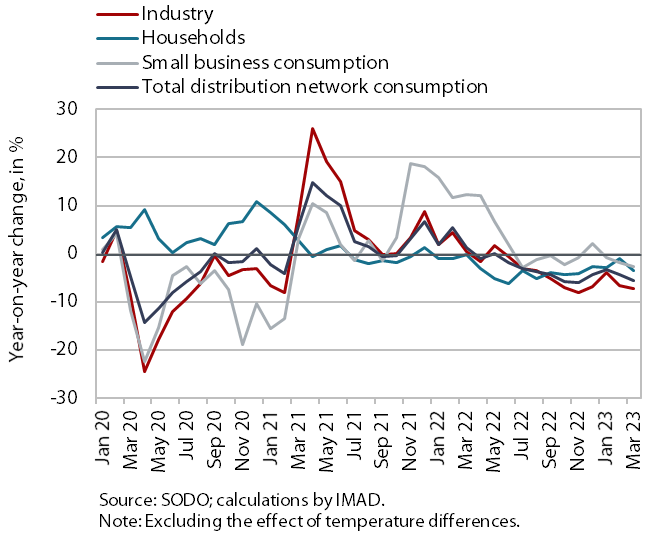 Industry
Households
Small business consumption
Total distribution network consumption
Year-on-year change, in %
30
20
10
0
-10
-20
-30
Jan 20
Mar 20
May 20
Jul 20
Sep 20
Nov 20
Jan 21
Mar 21
May 21
Jul 21
Sep 21
Nov 21
Jan 22
Mar 22
May 22
Jul 22
Sep 22
Nov 22
Jan 23
Mar 23
Source: SODO; calculations by IMAD.
Note: Excluding the effect of temperature differences.